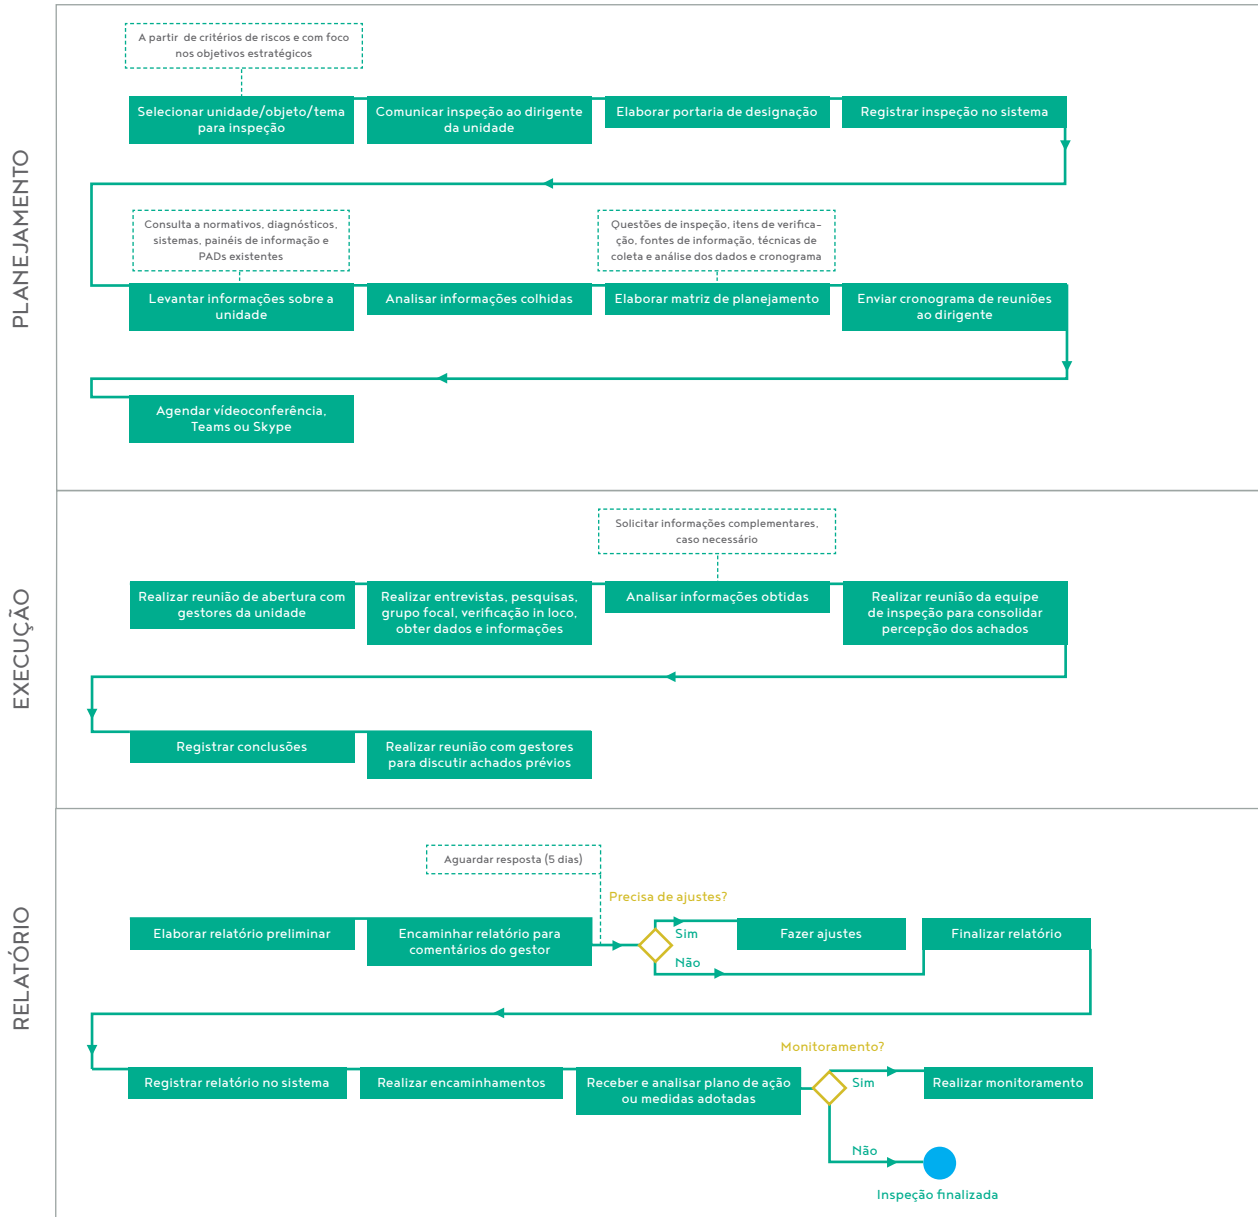 PLANEJAMENTO
A partir de critérios de riscos e com foco
nos objetivos estratégicos
Selecionar unidade/objeto/tema
para inspeção
Comunicar inspeção ao dirigente
da unidade
Elaborar portaria de designação
Registrar inspeção no sistema
Consulta a normativos, diagnósticos,
sistemas, painéis de informação e
PADs existentes
Questões de inspeção, itens de verifica-
ção, fontes de informação, técnicas de
coleta e análise dos dados e cronograma
Levantar informações sobre a
unidade
Analisar informações colhidas
Elaborar matriz de planejamento
Enviar cronograma de reuniões
ao dirigente
Agendar vídeoconferência,
Teams ou Skype
EXECUÇÃO
Solicitar informações complementares,
caso necessário
Realizar reunião de abertura com
gestores da unidade
Realizar entrevistas, pesquisas,
grupo focal, verificação in loco,
obter dados e informações
Analisar informações obtidas
Realizar reunião da equipe
de inspeção para consolidar
percepção dos achados
Registrar conclusões
Realizar reunião com gestores
para discutir achados prévios
RELATÓRIO
Aguardar resposta (5 dias)
Precisa de ajustes?
Elaborar relatório preliminar
Encaminhar relatório para
comentários do gestor
Sim
Não
Fazer ajustes
Finalizar relatório
Monitoramento?
Registrar relatório no sistema
Realizar encaminhamentos
Receber e analisar plano de ação
ou medidas adotadas
Sim
Realizar monitoramento
Não
Inspeção finalizada